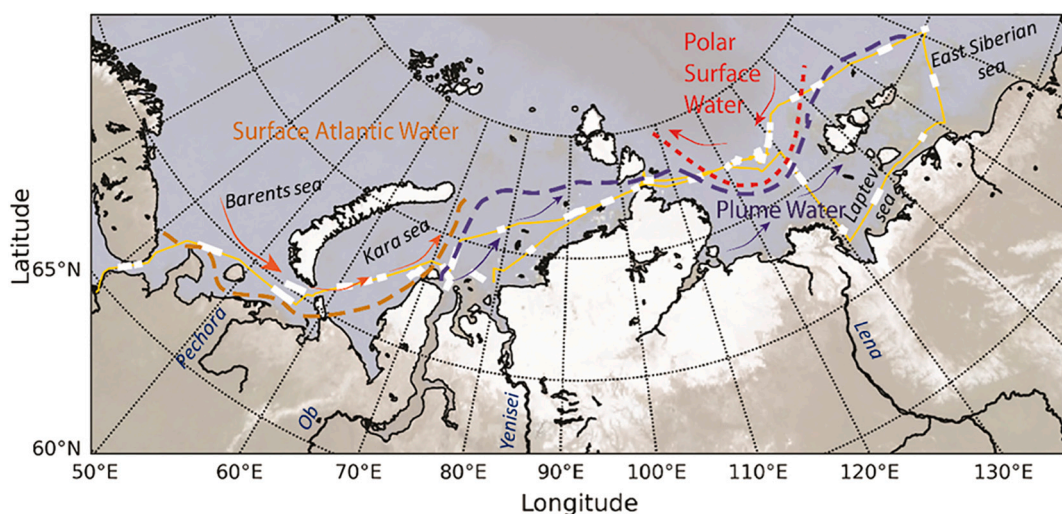 Polar
Surface
Water
East Siberian
sea
Surface Atlantic Water
Barents sea
Kara sea
Laptev
sea
Plume Water
Latitude
65°N
Pechora
Ob
Yenisei
Lena
60°N
50°E
60°E
70°E
80°E
90°E
100°E
110°E
120°E
130°E
Longitude